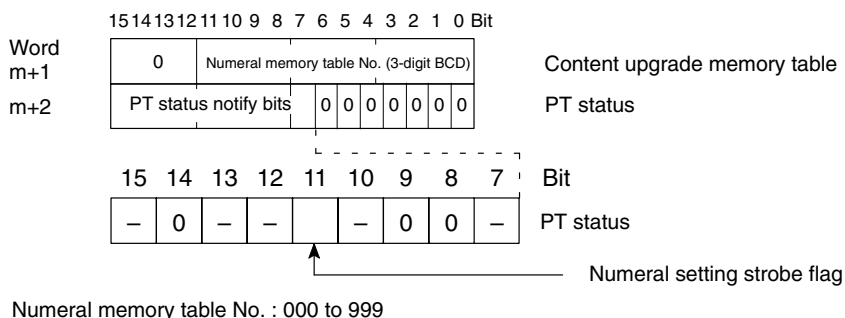 15 14 13 12 11 10 9 8 7 6 5 4 3 2 1 0 Bit
Word
m+1 0 Numeral memory table No. (3-digit BCD) Content upgrade memory table
m+2 PT status notify bits 0 0 0 0 0 0 0 PT status
15 14 13 12 11 10 9 8 7 Bit
– 0 – – – 0 0 – PT status
Numeral setting strobe flag
Numeral memory table No. : 000 to 999